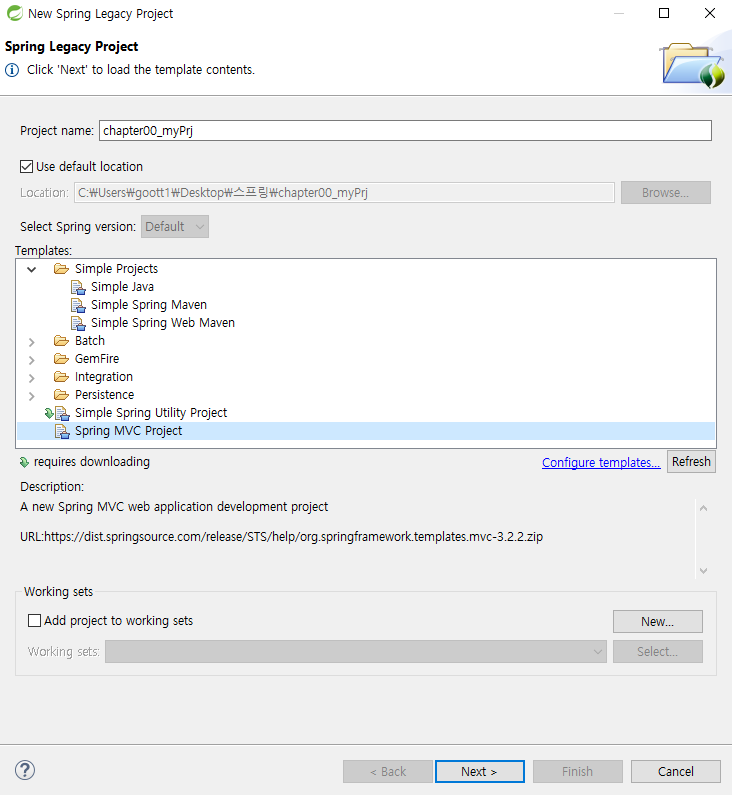 New Spring Legacy Project
Spring Legacy Project
Click 'Next' to load the template contents.
Project name: chapter00_myPrj
Use default location
Location: C:₩Users₩goott1₩Desktop₩스프링₩chapter00_myPrj Browse...
Select Spring version: Default
Templates:
Simple Projects
Simple Java
Simple Spring Maven
Simple Spring Web Maven
Batch
GemFire
Integration
Persistence
Simple Spring Utility Project
Spring MVC Project
requires downloading Configure templates... Refresh
Description:
A new Spring MVC web application development project
URL:https://dist.springsource.com/release/STS/help/org.springframework.templates.mvc-3.2.2.zip
Working sets
Add project to working sets New...
Working sets: Select...
? < Back Next > Finish Cancel